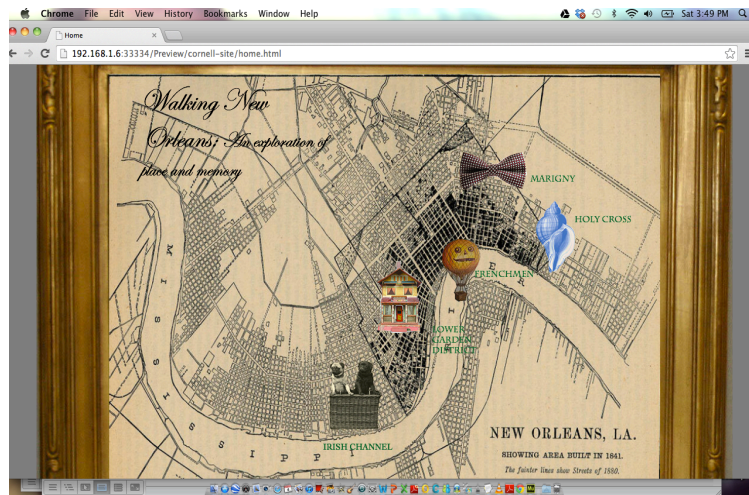 Chrome File Edit View History Bookmarks Window Help
Sat 3:49 PM
Home
192.168.1.6:33334/Preview/cornell-site/home.html
Walking New
Orleans: An exploration of
place and memory
MARIGNY
HOLY CROSS
FRENCHMEN
LOWER
GARDEN
DISTRICT
IRISH CHANNEL
M I S S I S S I P P I
R I V E R
NEW ORLEANS, LA.
SHOWING AREA BUILT IN 1841.
The fainter lines show Streets of 1880.